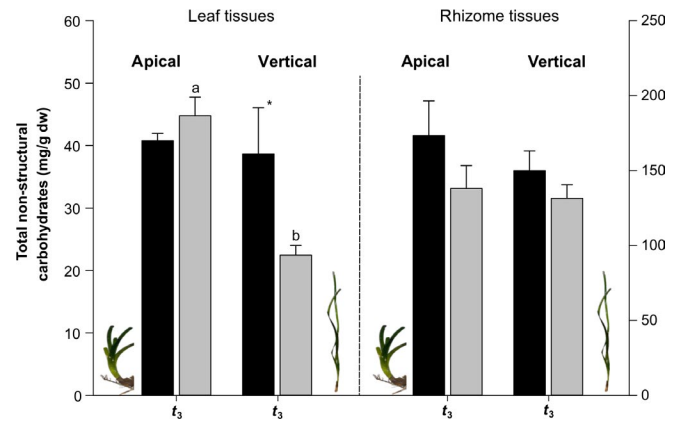 Leaf tissues Rhizome tissues
Apical Vertical Apical Vertical
Total non-structural
carbohydrates (mg/g dw)
60
50
40
30
20
10
0
a
*
b
250
200
150
100
50
0
t3 t3 t3 t3